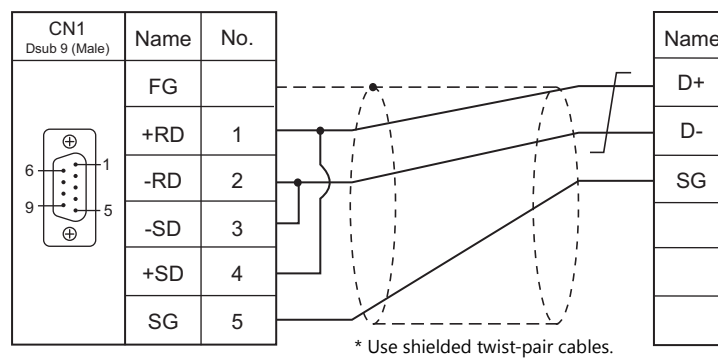 CN1
Dsub 9 (Male)
Name No.
FG
+RD 1
-RD 2
-SD 3
+SD 4
SG 5
6
1
9
5
Name
D+
D-
SG
* Use shielded twist-pair cables.